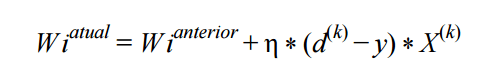 Wi^atual = Wi^anterior + η * (d^(k) − y) * X^(k)